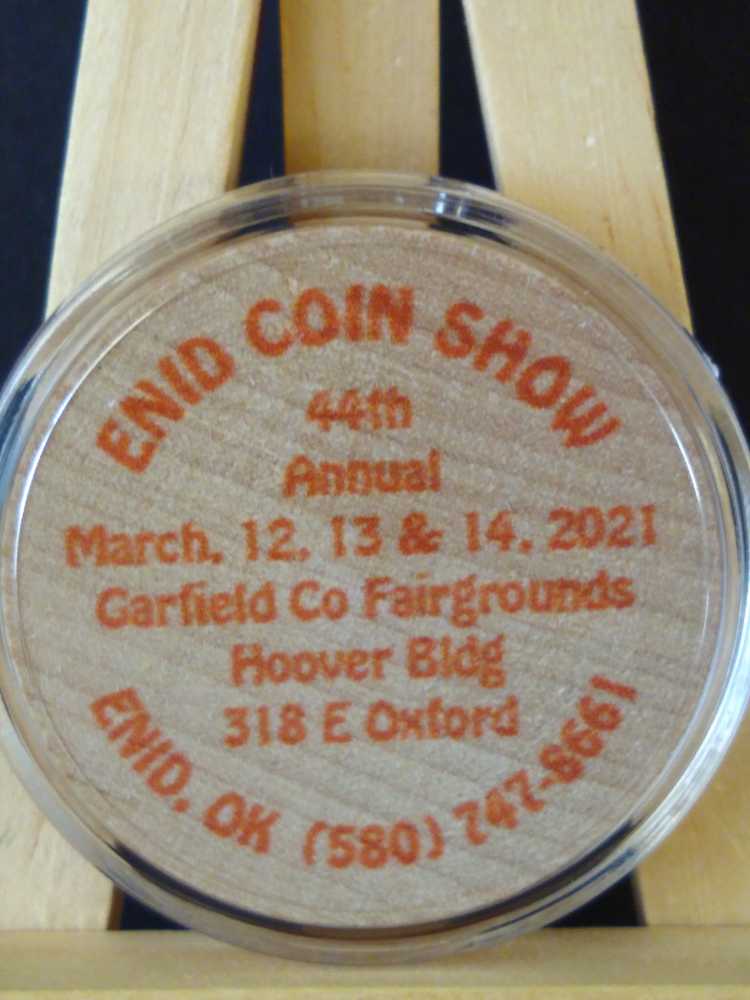 ENID COIN SHOW
44th
Annual
March, 12, 13 & 14, 2021
Garfield Co Fairgrounds
Hoover Bldg
318 E Oxford
ENID, OK (580) 747-8661